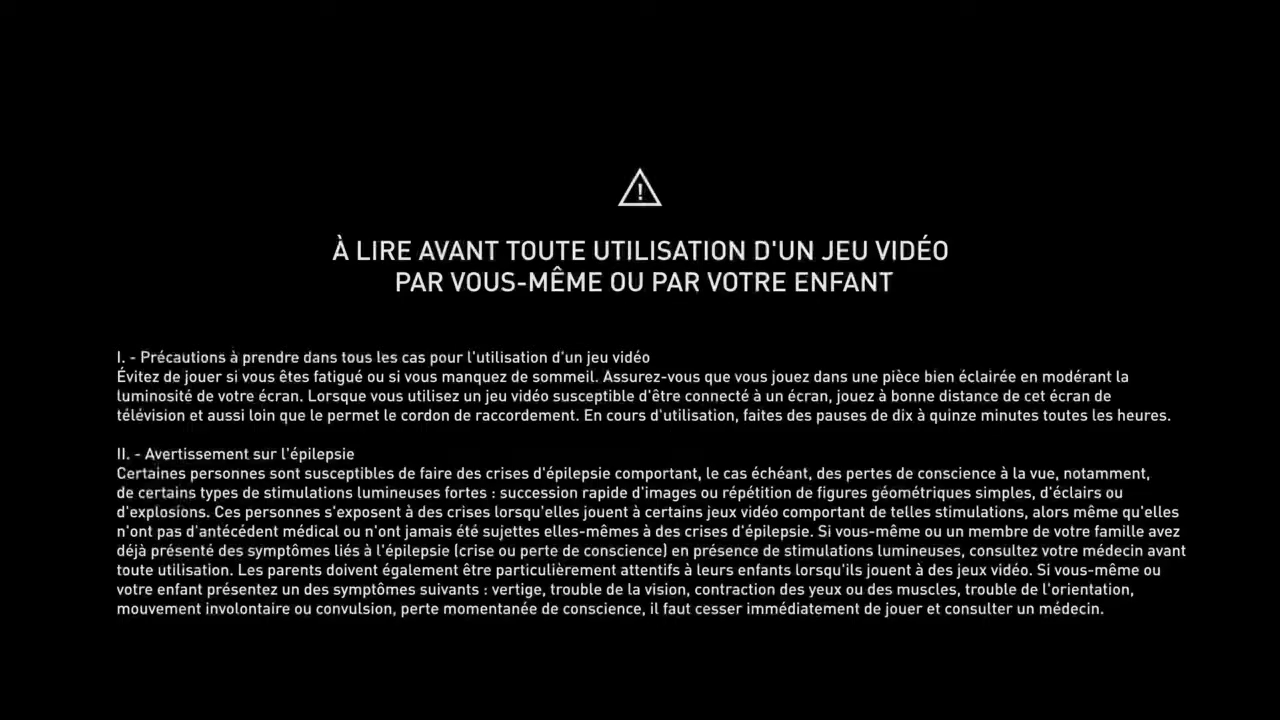 À LIRE AVANT TOUTE UTILISATION D'UN JEU VIDÉO
PAR VOUS-MÊME OU PAR VOTRE ENFANT
I. - Précautions à prendre dans tous les cas pour l'utilisation d'un jeu vidéo
Évitez de jouer si vous êtes fatigué ou si vous manquez de sommeil. Assurez-vous que vous jouez dans une pièce bien éclairée en modérant la
luminosité de votre écran. Lorsque vous utilisez un jeu vidéo susceptible d'être connecté à un écran, jouez à bonne distance de cet écran de
télévision et aussi loin que le permet le cordon de raccordement. En cours d'utilisation, faites des pauses de dix à quinze minutes toutes les heures.
II. - Avertissement sur l'épilepsie
Certaines personnes sont susceptibles de faire des crises d'épilepsie comportant, le cas échéant, des pertes de conscience à la vue, notamment,
de certains types de stimulations lumineuses fortes : succession rapide d'images ou répétition de figures géométriques simples, d'éclairs ou
d'explosions. Ces personnes s'exposent à des crises lorsqu'elles jouent à certains jeux vidéo comportant de telles stimulations, alors même qu'elles
n'ont pas d'antécédent médical ou n'ont jamais été sujettes elles-mêmes à des crises d'épilepsie. Si vous-même ou un membre de votre famille avez
déjà présenté des symptômes liés à l'épilepsie (crise ou perte de conscience) en présence de stimulations lumineuses, consultez votre médecin avant
toute utilisation. Les parents doivent également être particulièrement attentifs à leurs enfants lorsqu'ils jouent à des jeux vidéo. Si vous-même ou
votre enfant présentez un des symptômes suivants : vertige, trouble de la vision, contraction des yeux ou des muscles, trouble de l'orientation,
mouvement involontaire ou convulsion, perte momentanée de conscience, il faut cesser immédiatement de jouer et consulter un médecin.